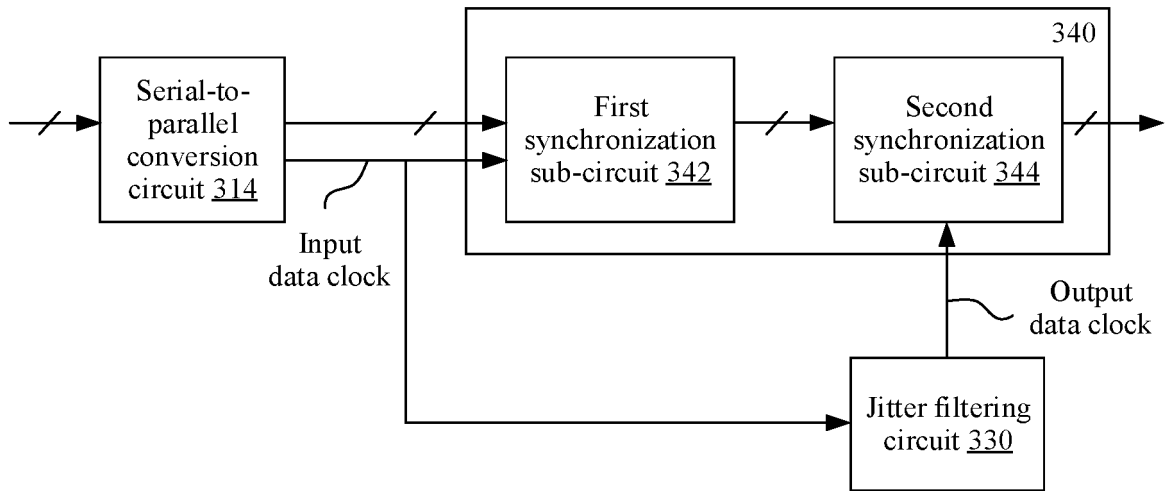 340
Serial-to-
parallel
conversion
circuit 314
First
synchronization
sub-circuit 342
Second
synchronization
sub-circuit 344
Input
data clock
Output
data clock
Jitter filtering
circuit 330